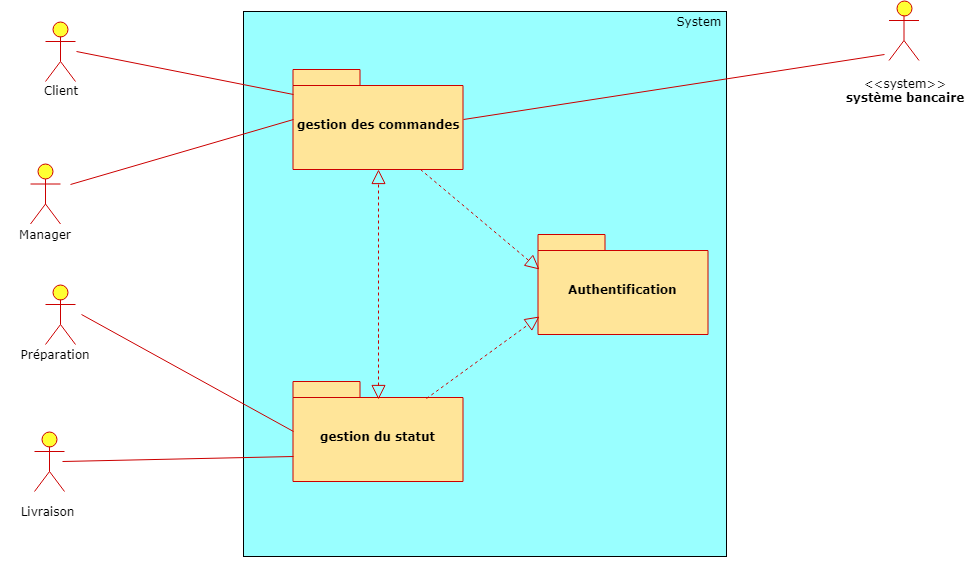 System
Client
<<system>>
système bancaire
gestion des commandes
Manager
Authentification
Préparation
gestion du statut
Livraison